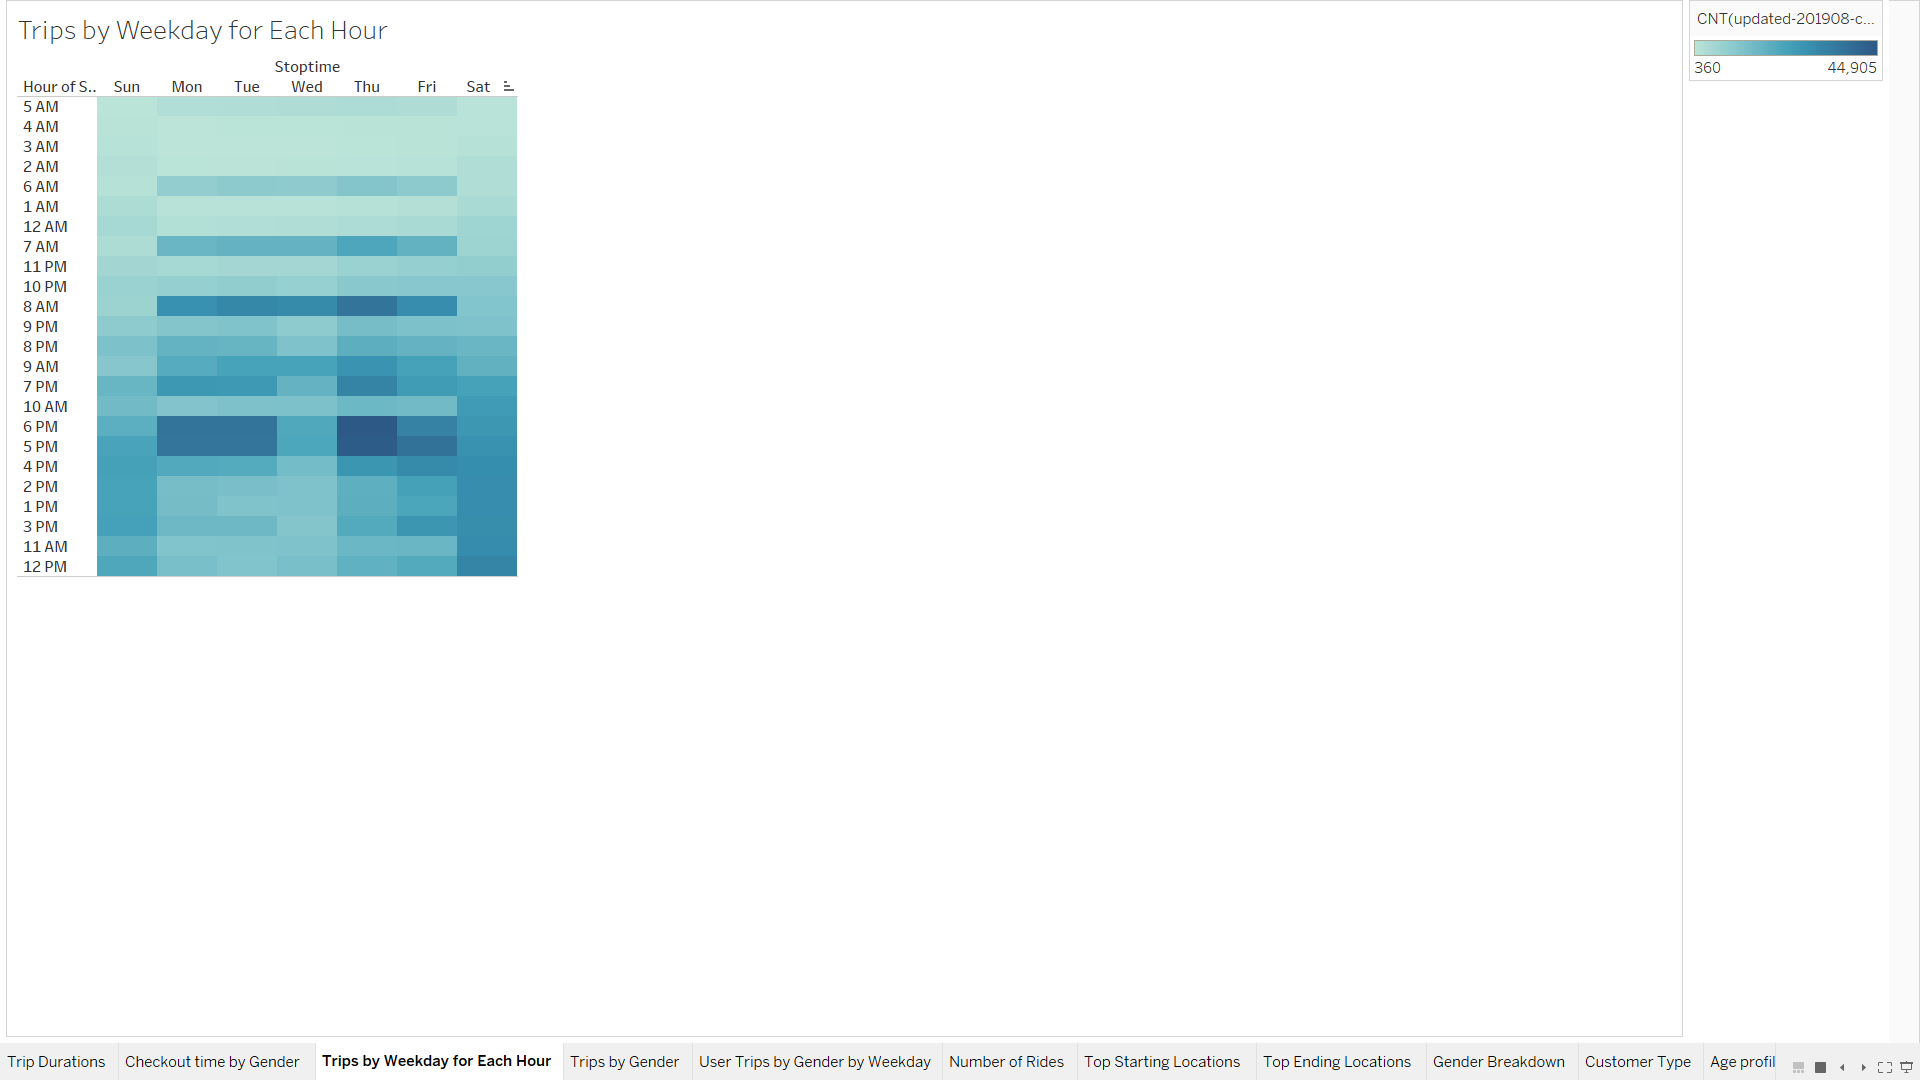 Trips by Weekday for Each Hour
CNT(updated-201908-c...
360 44,905
Stoptime
Hour of S.. Sun Mon Tue Wed Thu Fri Sat
5 AM
4 AM
3 AM
2 AM
6 AM
1 AM
12 AM
7 AM
11 PM
10 PM
8 AM
9 PM
8 PM
9 AM
7 PM
10 AM
6 PM
5 PM
4 PM
2 PM
1 PM
3 PM
11 AM
12 PM
Trip Durations Checkout time by Gender Trips by Weekday for Each Hour Trips by Gender User Trips by Gender by Weekday Number of Rides Top Starting Locations Top Ending Locations Gender Breakdown Customer Type Age profil